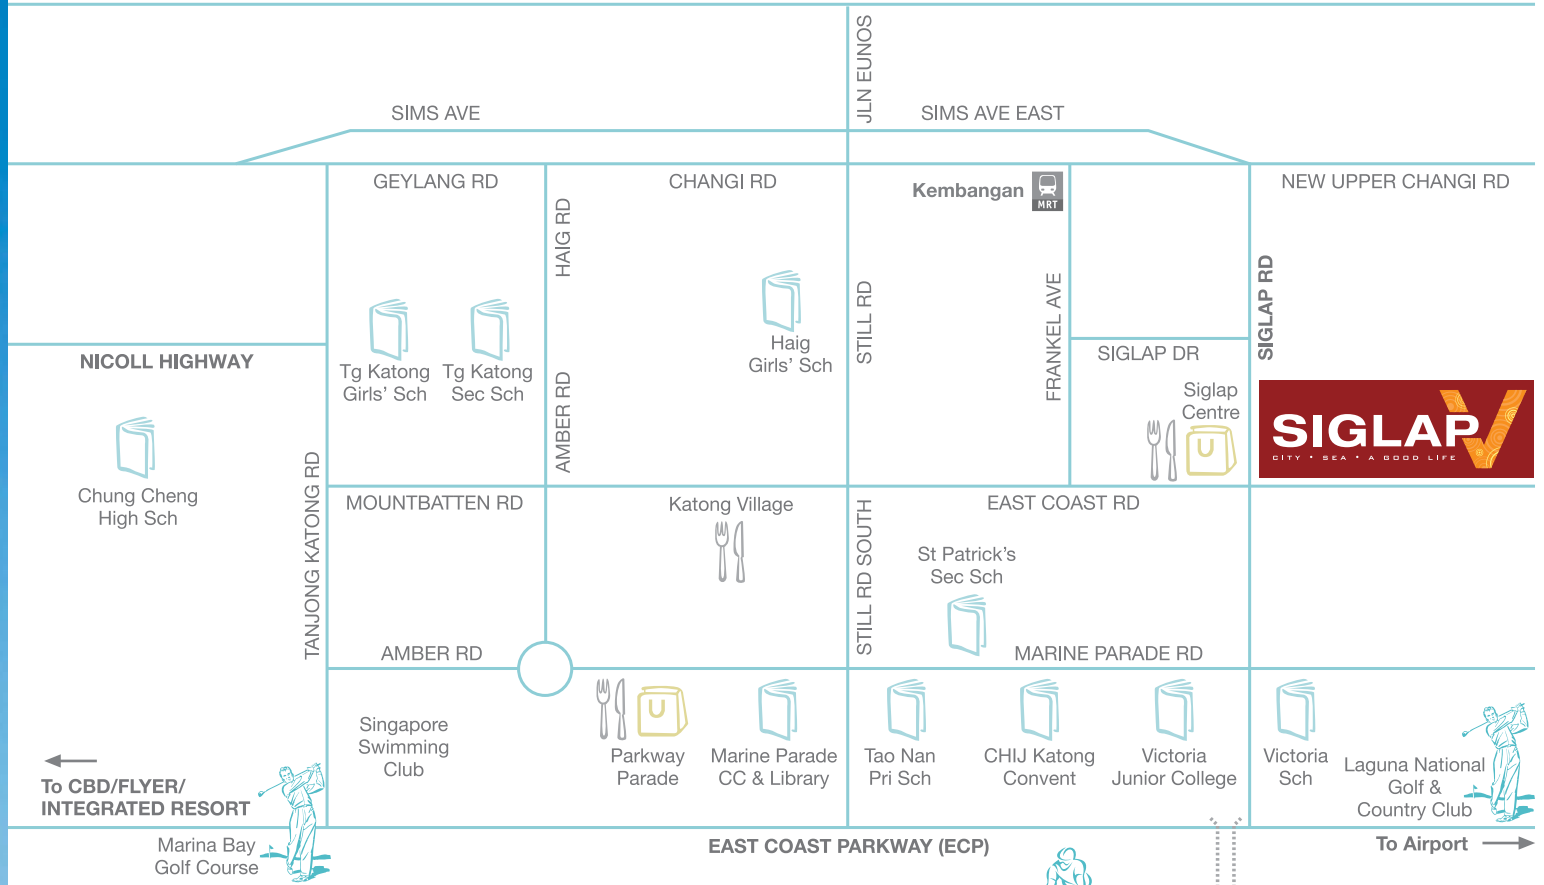 JLN EUNOS
SIMS AVE
SIMS AVE EAST
GEYLANG RD
CHANGI RD
Kembangan
MRT
NEW UPPER CHANGI RD
HAIG RD
STILL RD
FRANKEL AVE
SIGLAP RD
NICOLL HIGHWAY
Tg Katong
Girls' Sch
Tg Katong
Sec Sch
Haig
Girls' Sch
SIGLAP DR
Siglap
Centre
U
SIGLAP V
CITY • SEA • A GOOD LIFE
AMBER RD
TANJONG KATONG RD
Chung Cheng
High Sch
MOUNTBATTEN RD
Katong Village
EAST COAST RD
STILL RD SOUTH
St Patrick's
Sec Sch
AMBER RD
MARINE PARADE RD
Singapore
Swimming
Club
U
Parkway
Parade
Marine Parade
CC & Library
Tao Nan
Pri Sch
CHIJ Katong
Convent
Victoria
Junior College
Victoria
Sch
Laguna National
Golf &
Country Club
To CBD/FLYER/
INTEGRATED RESORT
Marina Bay
Golf Course
EAST COAST PARKWAY (ECP)
To Airport